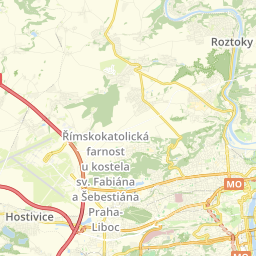 Roztoky
Římskokatolická
farnost
u kostela
sv. Fabiána
a Šebestiána
Praha-
Liboc
MO
Hostivice
MO